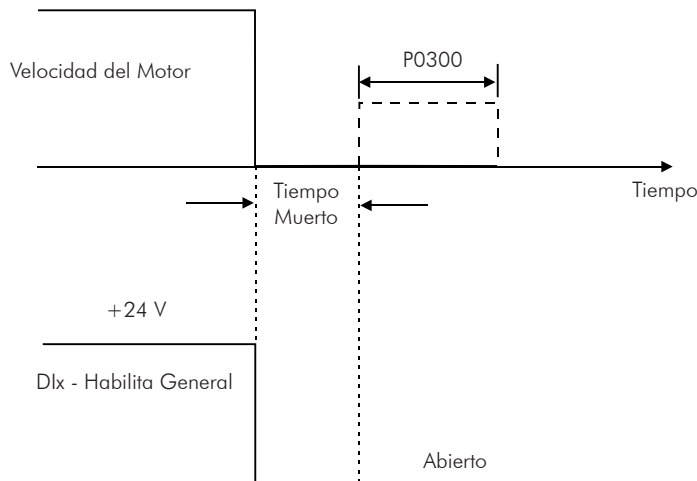 P0300
Velocidad del Motor
Tiempo
Muerto
Tiempo
+24 V
DIx - Habilita General
Abierto